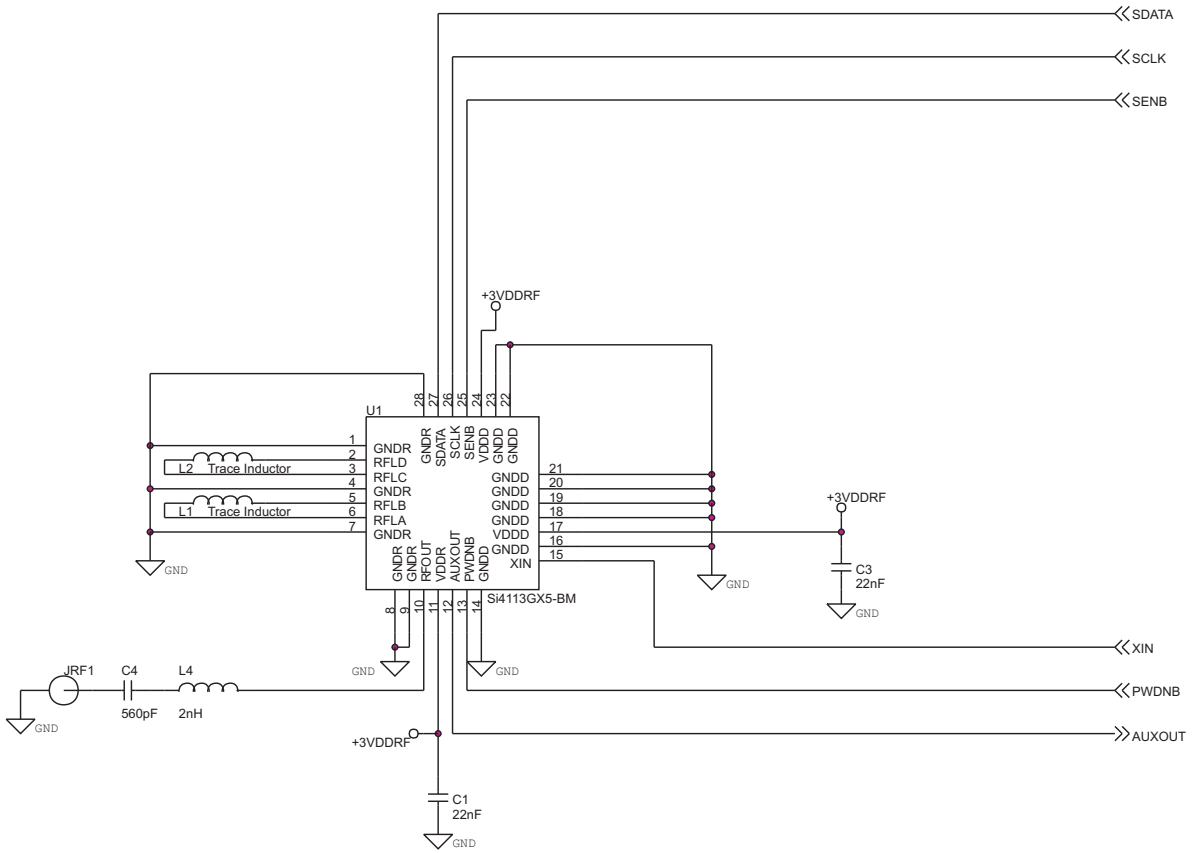 SDATA
SCLK
SENB
+3VDDRF
28
27
26
25
24
23
22
U1
GNDR
SDATA
SCLK
SENB
VDDD
GNDD
GNDD
1
GNDR
2
RFLD
L2 Trace Inductor
3
RFLC
4
GNDR
5
RFLB
L1 Trace Inductor
6
RFLA
7
GNDR
GNDD
21
GNDD
20
GNDD
19
GNDD
18
VDDD
17
GNDD
16
XIN
15
+3VDDRF
C3
22nF
GND
GND
GND
GNDR
GNDR
RFOUT
VDDR
AUXOUT
PWDNB
GNDD
Si4113GX5-BM
8
9
10
11
12
13
14
GND
GND
XIN
JRF1
C4
L4
PWDNB
560pF
2nH
GND
+3VDDRF
AUXOUT
C1
22nF
GND